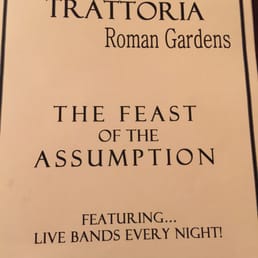 TRATTORIA
Roman Gardens
THE FEAST
OF THE
ASSUMPTION
FEATURING...
LIVE BANDS EVERY NIGHT!